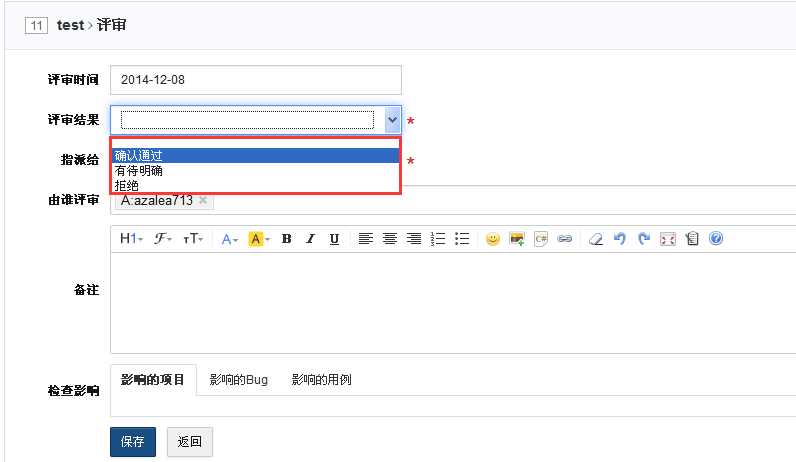 11 test > 评审
评审时间 2014-12-08
评审结果 *
确认通过
指派给 *
有待明确
拒绝
由谁评审 A:azalea713 ×
H1 F тT A A B I U C#
备注
检查影响 影响的项目 影响的Bug 影响的用例
保存 返回